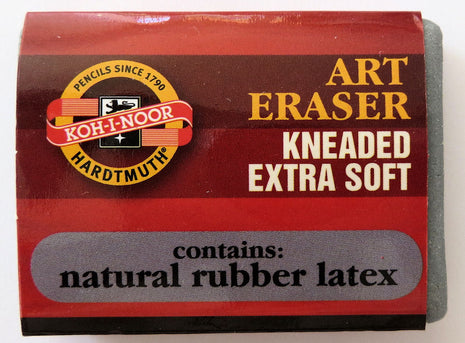 PENCILS SINCE 1790
KOH-I-NOOR
HARDTMUTH®
ART
ERASER
KNEADED
EXTRA SOFT
contains:
natural rubber latex